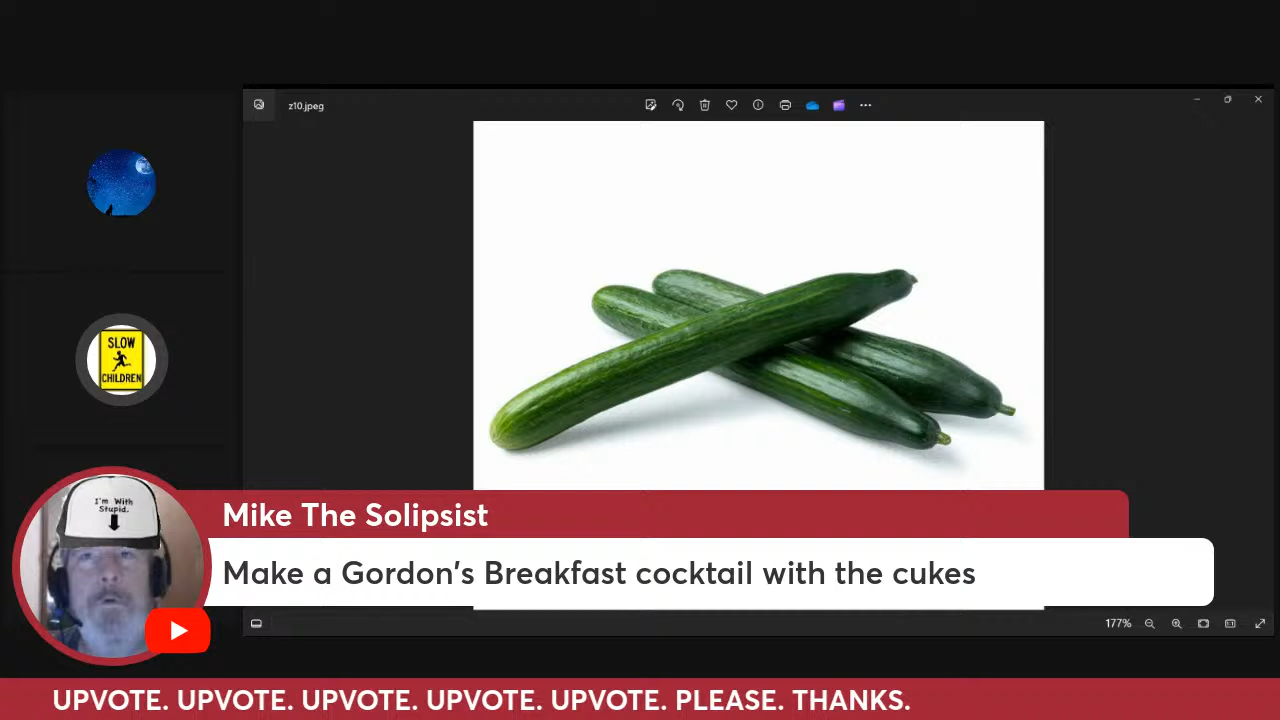 z10.jpeg
SLOW
CHILDREN
I'm With
Stupid.
Mike The Solipsist
Make a Gordon's Breakfast cocktail with the cukes
177%
UPVOTE. UPVOTE. UPVOTE. UPVOTE. UPVOTE. PLEASE. THANKS.